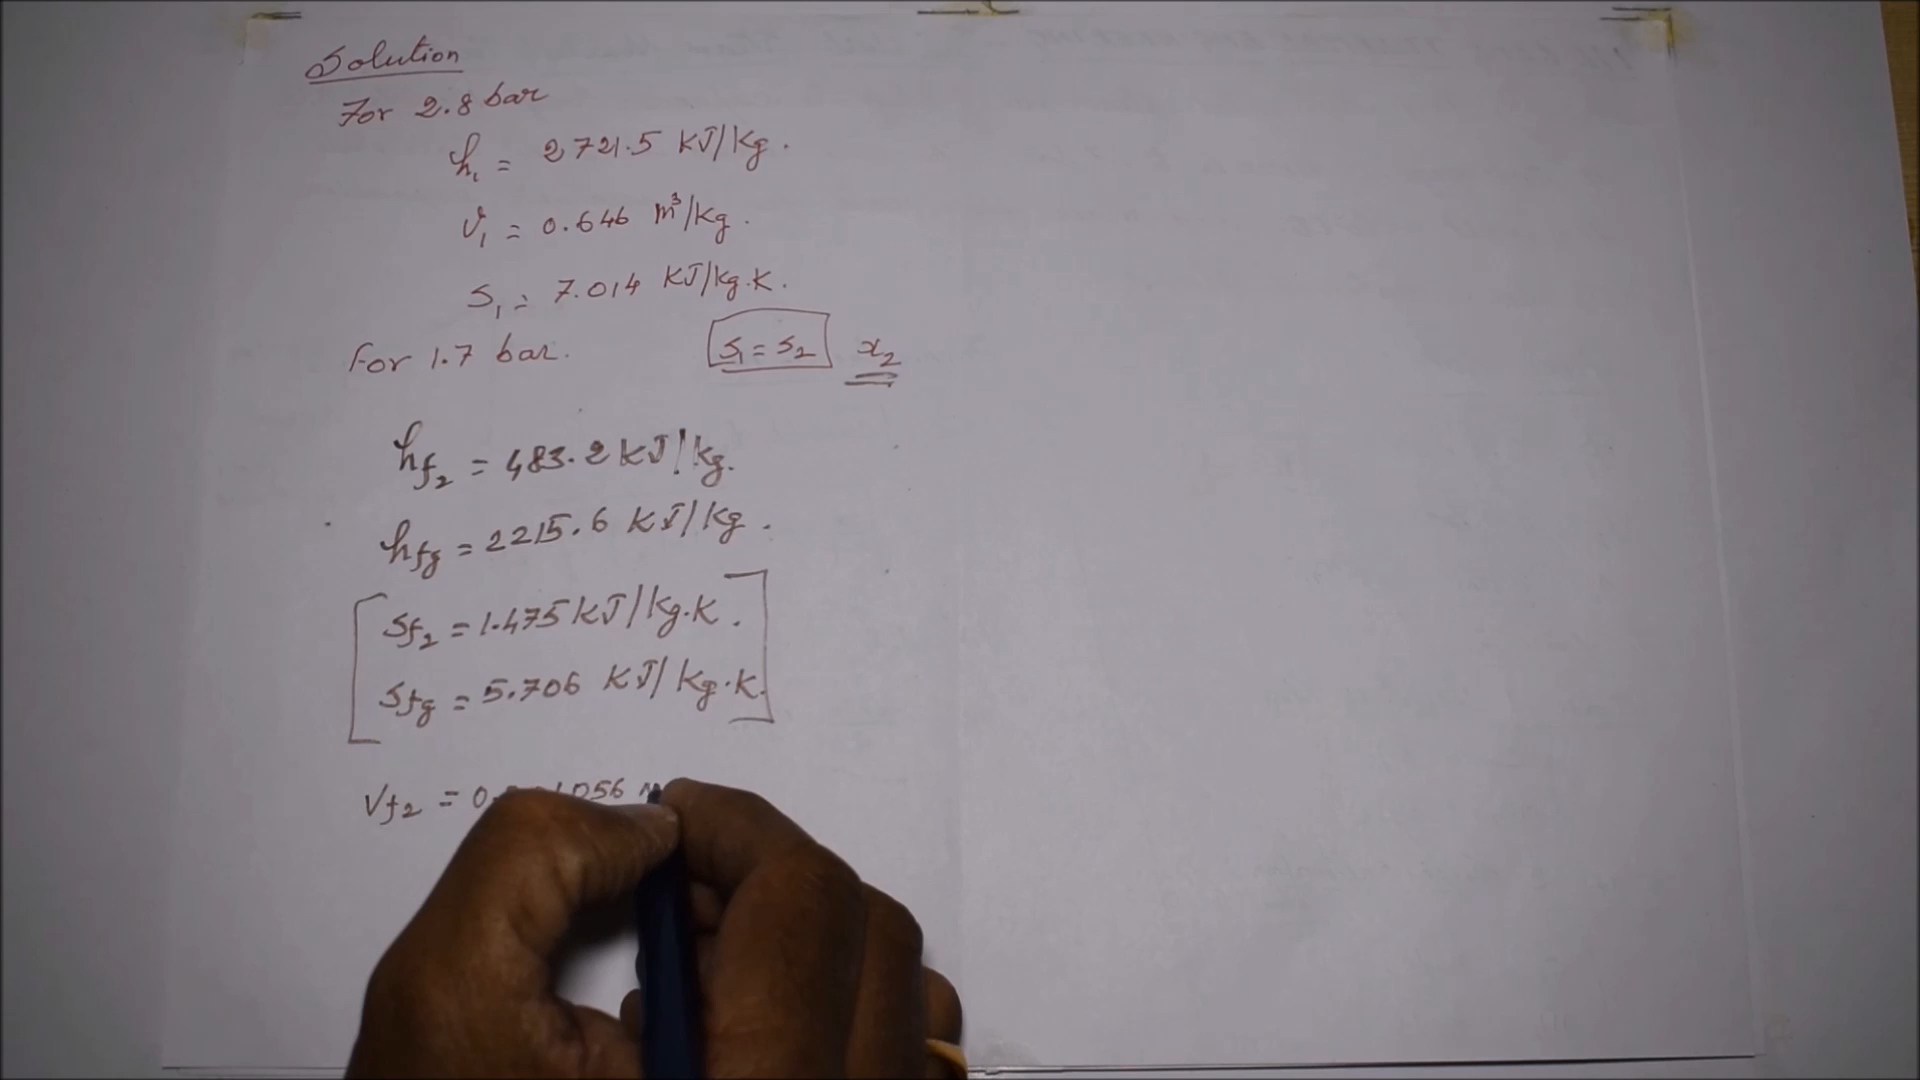 Solution
For 2.8 bar
h₁ = 2721.5 KJ/kg.
v₁ = 0.646 m³/kg.
s₁ = 7.014 KJ/kg.K.
For 1.7 bar. s₁ = s₂ x₂
hf₂ = 483.2 KJ/kg.
hfg = 2215.6 KJ/kg.
sf₂ = 1.475 KJ/kg.K.
sfg = 5.706 KJ/kg.K.
Vf₂ =